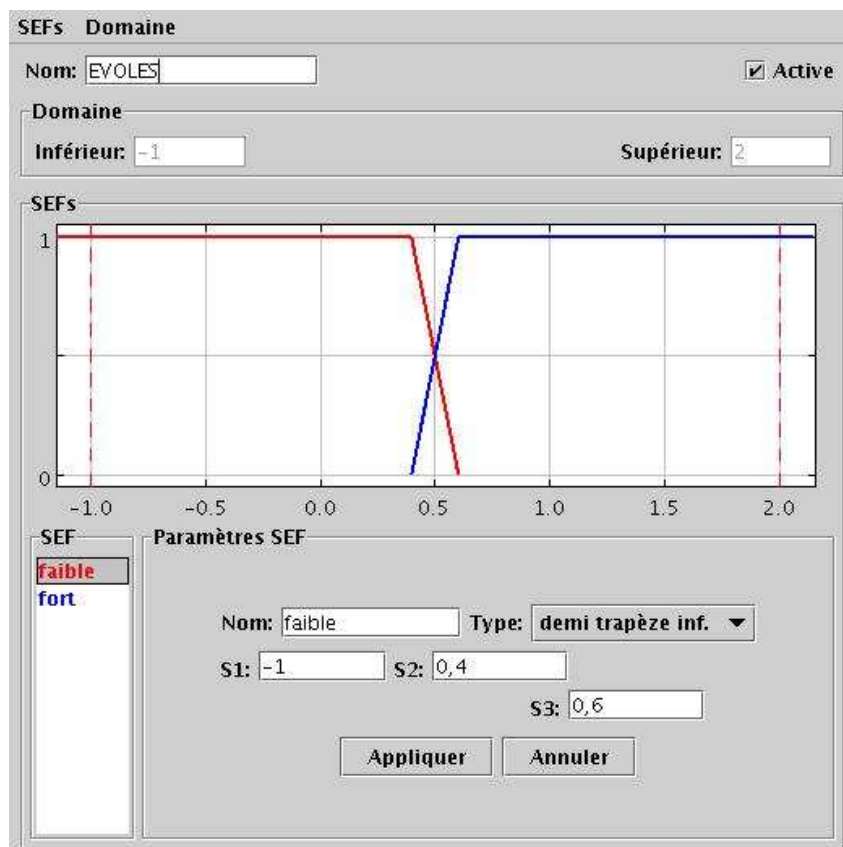 SEFs Domaine
Nom: EVOLES Active
Domaine
Inférieur: -1 Supérieur: 2
SEFs
1
0
-1.0 -0.5 0.0 0.5 1.0 1.5 2.0
SEF Paramètres SEF
faible
fort
Nom: faible Type: demi trapèze inf.
S1: -1 S2: 0,4
S3: 0,6
Appliquer Annuler